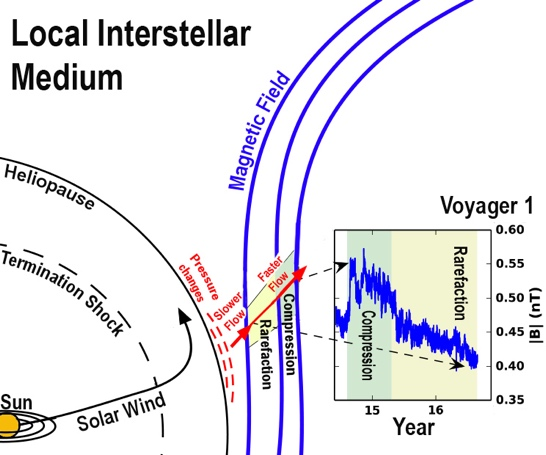 Local Interstellar
Medium
Magnetic Field
Heliopause
Termination Shock
Pressure
changes
Slower
Flow
Faster
Flow
Rarefaction
Compression
Sun
Solar Wind
Voyager 1
0.60
0.55
0.50
0.45
0.40
0.35
|B| (nT)
Compression
Rarefaction
15
16
Year